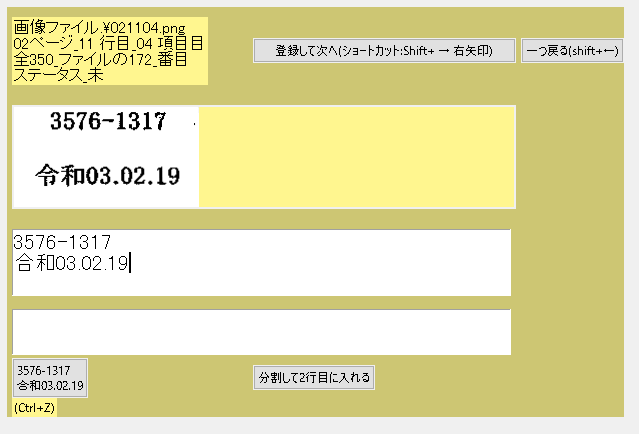 画像ファイル.¥021104.png
02ページ_11 行目_04 項目目
全350_ファイルの172_番目
ステータス_未
登録して次へ(ショートカット:Shift+ → 右矢印)
一つ戻る(shift+←)
3576-1317
令和03.02.19
3576-1317
合和03.02.19
3576-1317
合和03.02.19
分割して2行目に入れる
(Ctrl+Z)